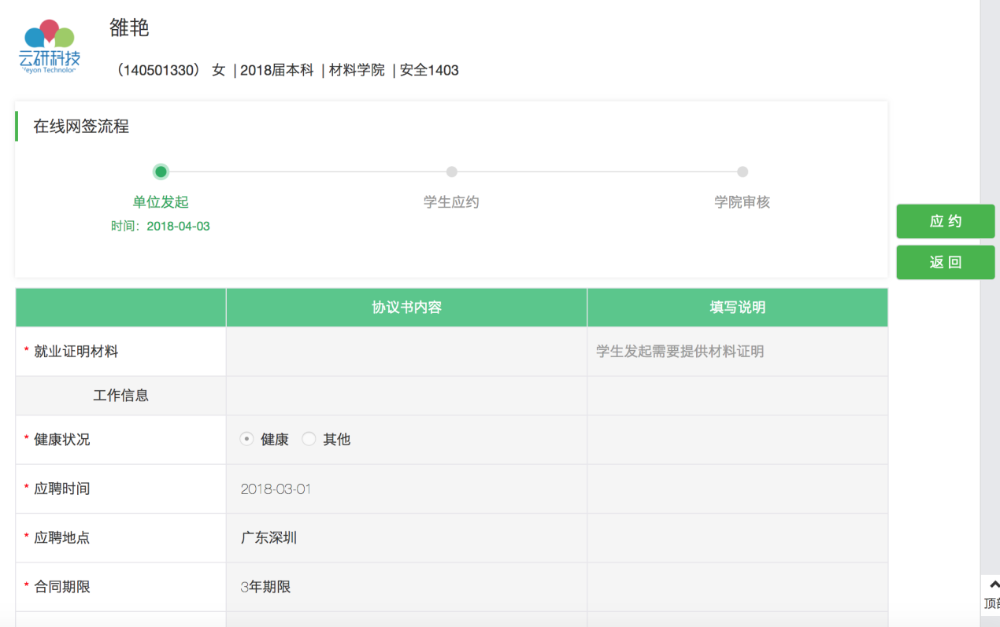 雒艳
云研科技
Yeyon Technolor
（140501330） 女 | 2018届本科 | 材料学院 | 安全1403
在线网签流程
单位发起
学生应约
学院审核
时间：2018-04-03
应 约
返 回
协议书内容 填写说明
* 就业证明材料 学生发起需要提供材料证明
工作信息
* 健康状况 健康 其他
* 应聘时间 2018-03-01
* 应聘地点 广东深圳
* 合同期限 3年期限
顶部